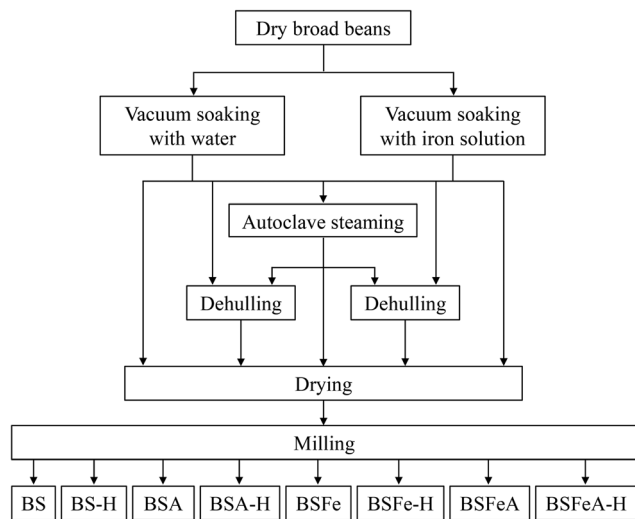 Dry broad beans
Vacuum soaking
with water
Vacuum soaking
with iron solution
Autoclave steaming
Dehulling
Dehulling
Drying
Milling
BS
BS-H
BSA
BSA-H
BSFe
BSFe-H
BSFeA
BSFeA-H